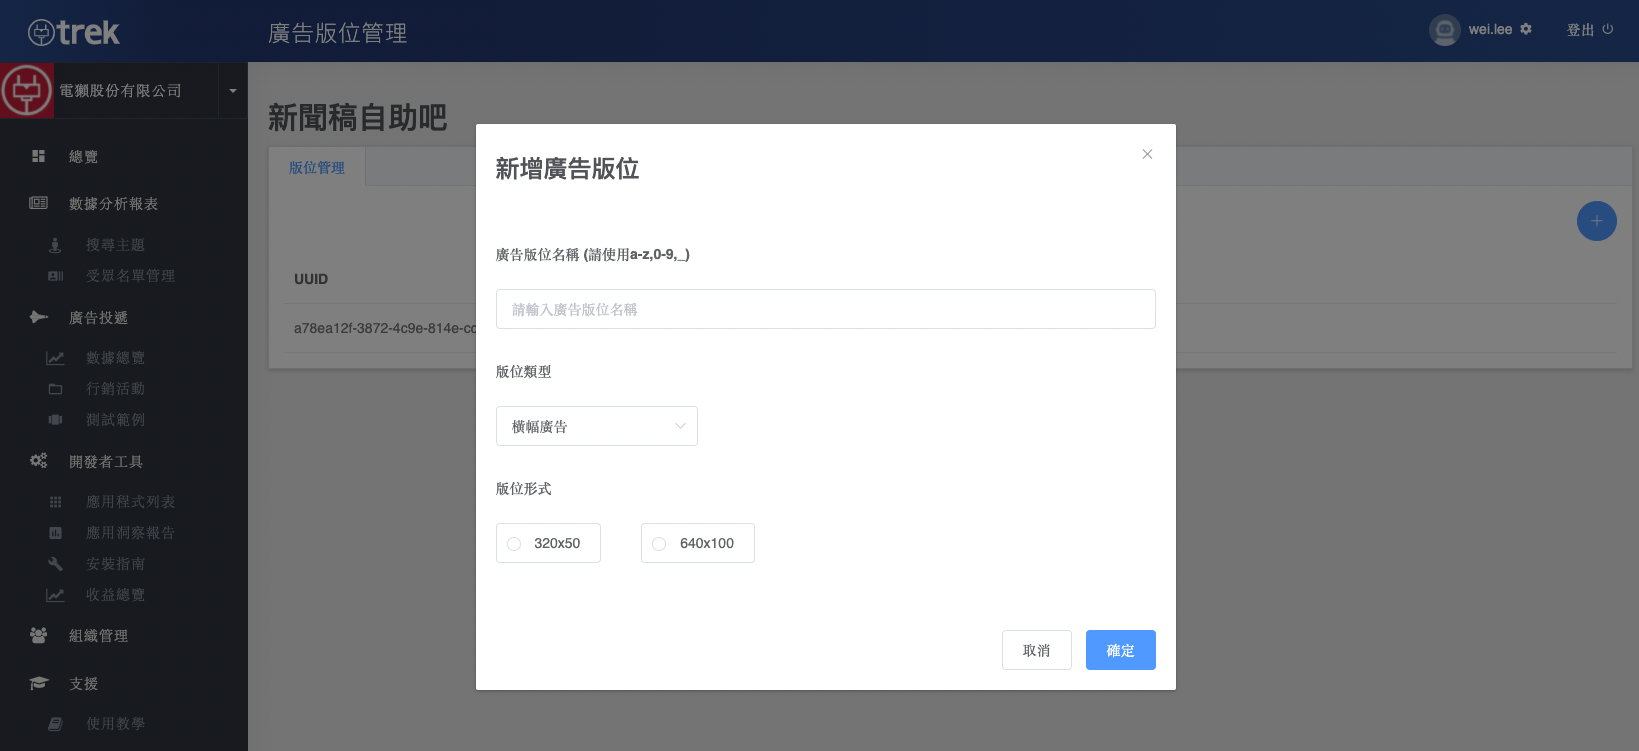 trek
廣告版位管理
wei.lee
登出
電獺股份有限公司
總覽
數據分析報表
搜尋主題
受眾名單管理
廣告投遞
數據總覽
行銷活動
測試範例
開發者工具
應用程式列表
應用洞察報告
安裝指南
收益總覽
組織管理
支援
使用教學
新聞稿自助吧
版位管理
UUID
a78ea12f-3872-4c9e-814e-cc
新增廣告版位
廣告版位名稱 (請使用a-z,0-9,_)
請輸入廣告版位名稱
版位類型
橫幅廣告
版位形式
320x50
640x100
取消
確定